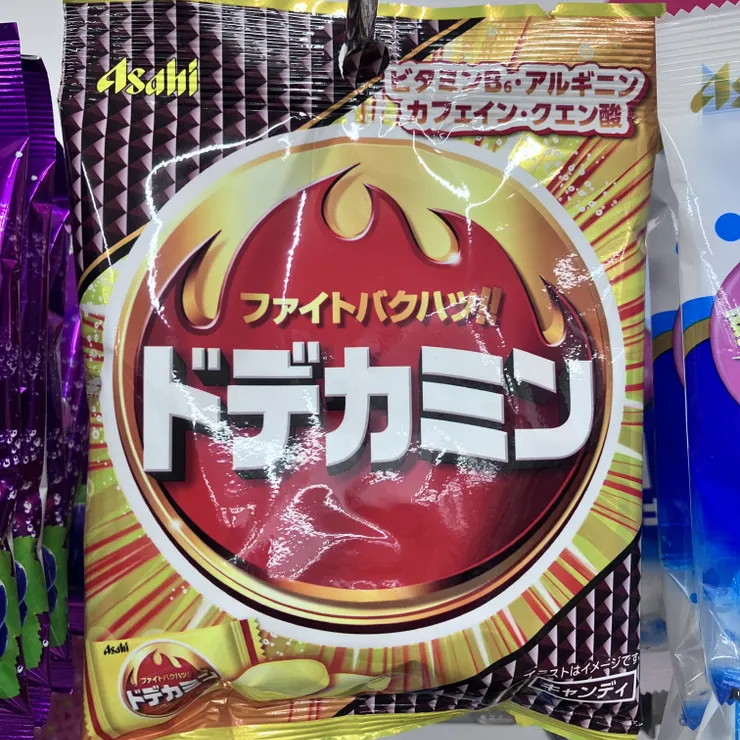 Asahi
ビタミンB₆・アルギニン
カフェイン・クエン酸
ファイトバクハツ!!
ドデカミン
Asahi
ファイトバクハツ!!
ドデカミン
イラストはイメージです
キャンディ
As